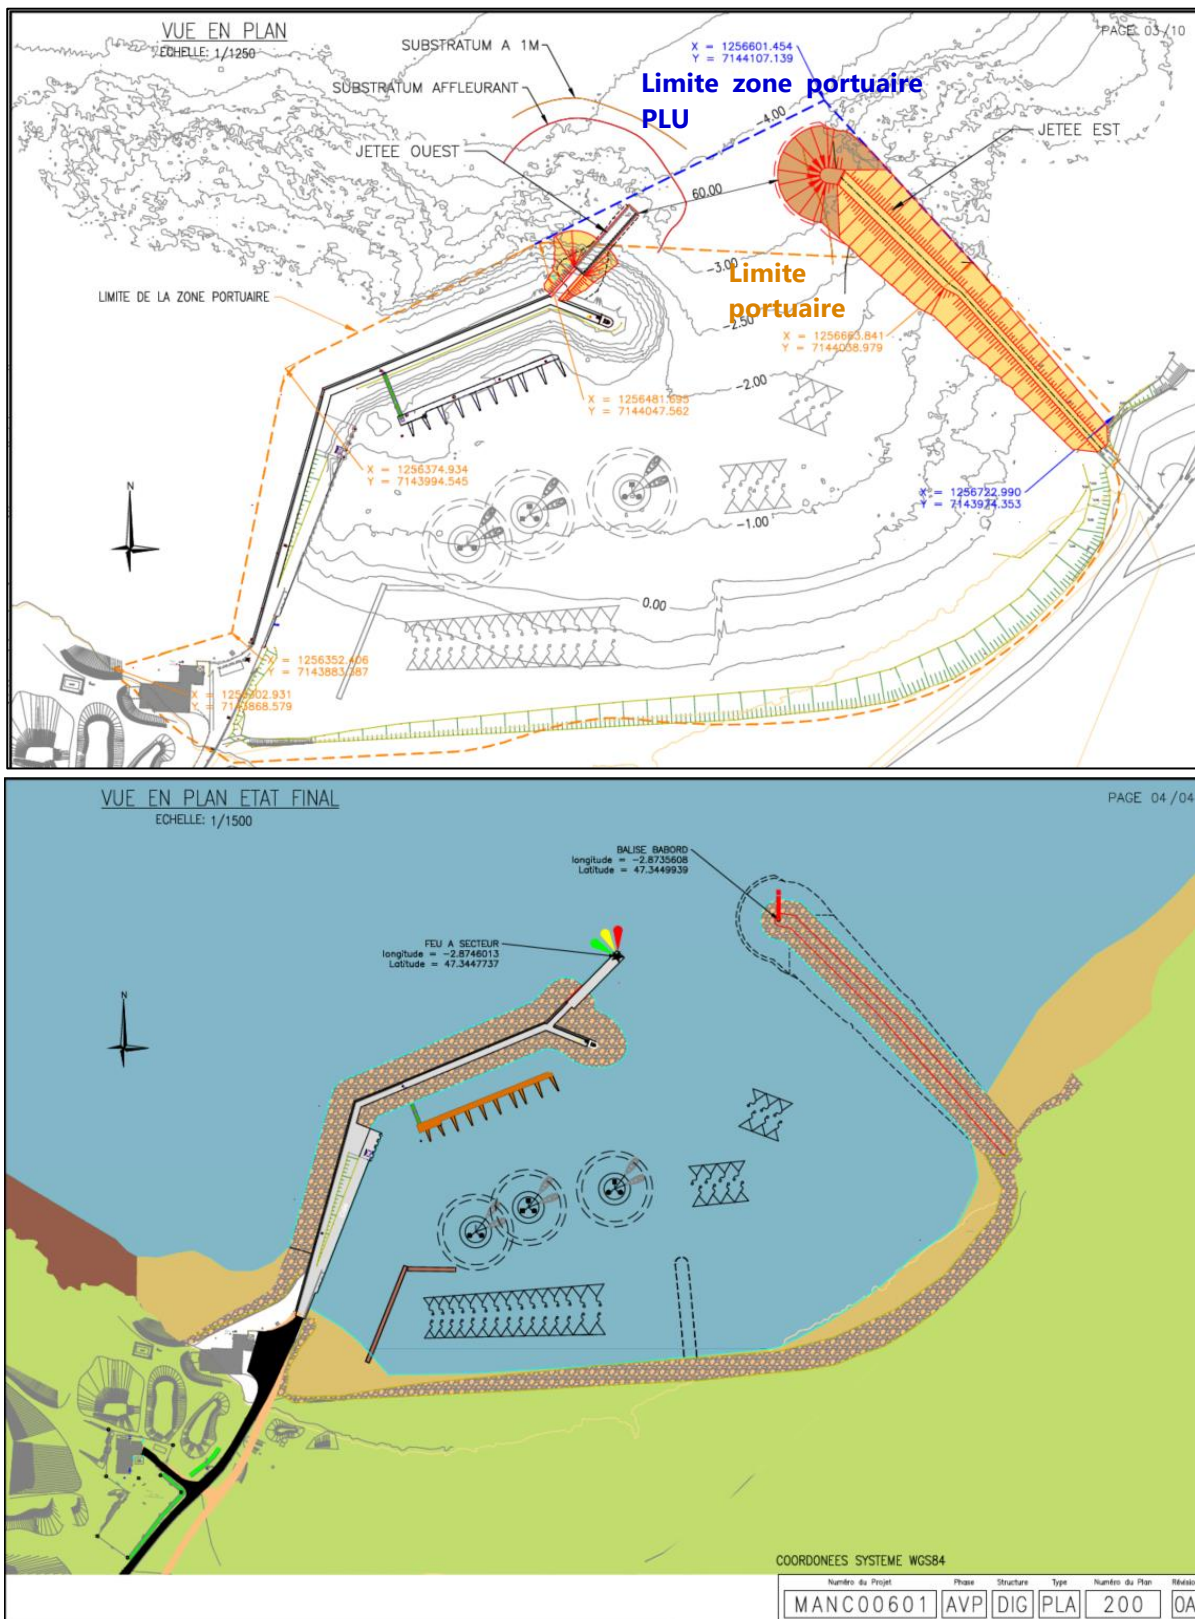 VUE EN PLAN
ECHELLE: 1/1250
PAGE 03/10
SUBSTRATUM A 1M
SUBSTRATUM AFFLEURANT
JETEE OUEST
X = 1256601.454
Y = 7144107.139
Limite zone portuaire
PLU
-4.00
JETEE EST
60.00
-3.00
Limite
portuaire
LIMITE DE LA ZONE PORTUAIRE
-2.50
X = 1256663.841
Y = 7144038.979
-2.00
X = 1256481.695
Y = 7144047.562
X = 1256374.934
Y = 7143994.545
X = 1256722.990
Y = 7143974.353
-1.00
N
0.00
X = 1256352.406
Y = 7143883.387
Y = 7143868.579
VUE EN PLAN ETAT FINAL
ECHELLE: 1/1500
PAGE 04/04
BALISE BABORD
longitude = -2.8735608
Latitude = 47.3449939
FEU A SECTEUR
longitude = -2.8746013
Latitude = 47.3447737
N
COORDONEES SYSTEME WGS84
Numéro du Projet Phase Structure Type Numéro du Plan Révision
MANC00601 AVP DIG PLA 200 0A